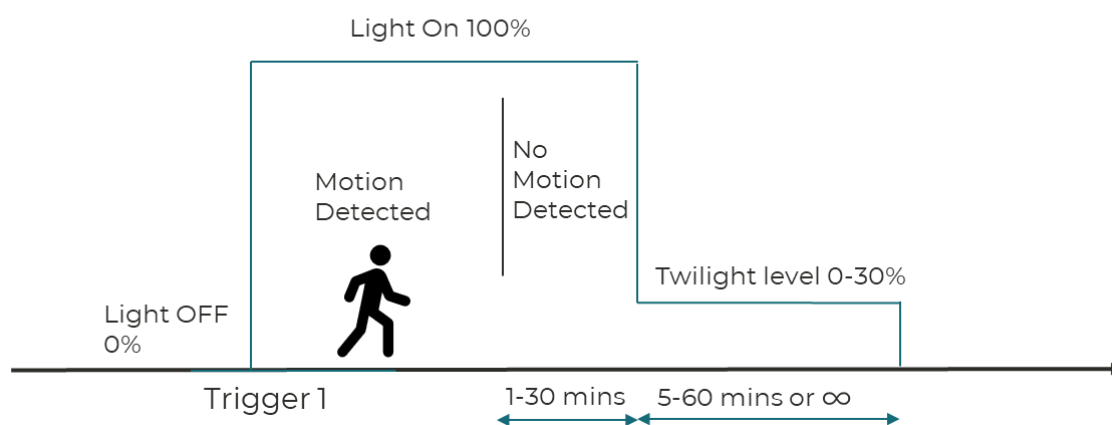 Light On 100%
No
Motion
Detected
Motion
Detected
Twilight level 0-30%
Light OFF
0%
Trigger 1
1-30 mins
5-60 mins or ∞